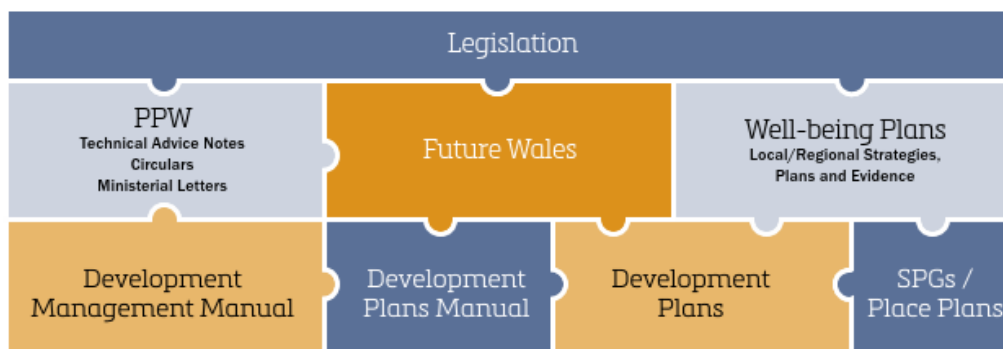 Legislation
PPW
Technical Advice Notes
Circulars
Ministerial Letters
Future Wales
Well-being Plans
Local/Regional Strategies,
Plans and Evidence
Development
Management Manual
Development
Plans Manual
Development
Plans
SPGs /
Place Plans